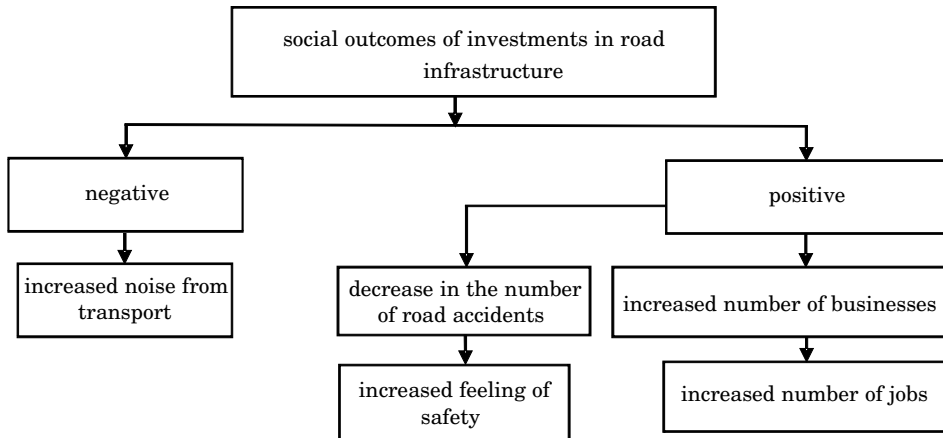 social outcomes of investments in road
infrastructure
negative
positive
increased noise from
transport
decrease in the number
of road accidents
increased number of businesses
increased feeling of
safety
increased number of jobs